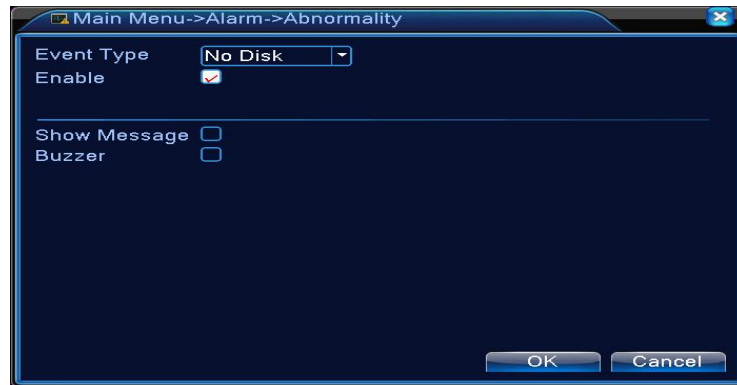 Main Menu->Alarm->Abnormality
Event Type No Disk
Enable
Show Message
Buzzer
OK Cancel